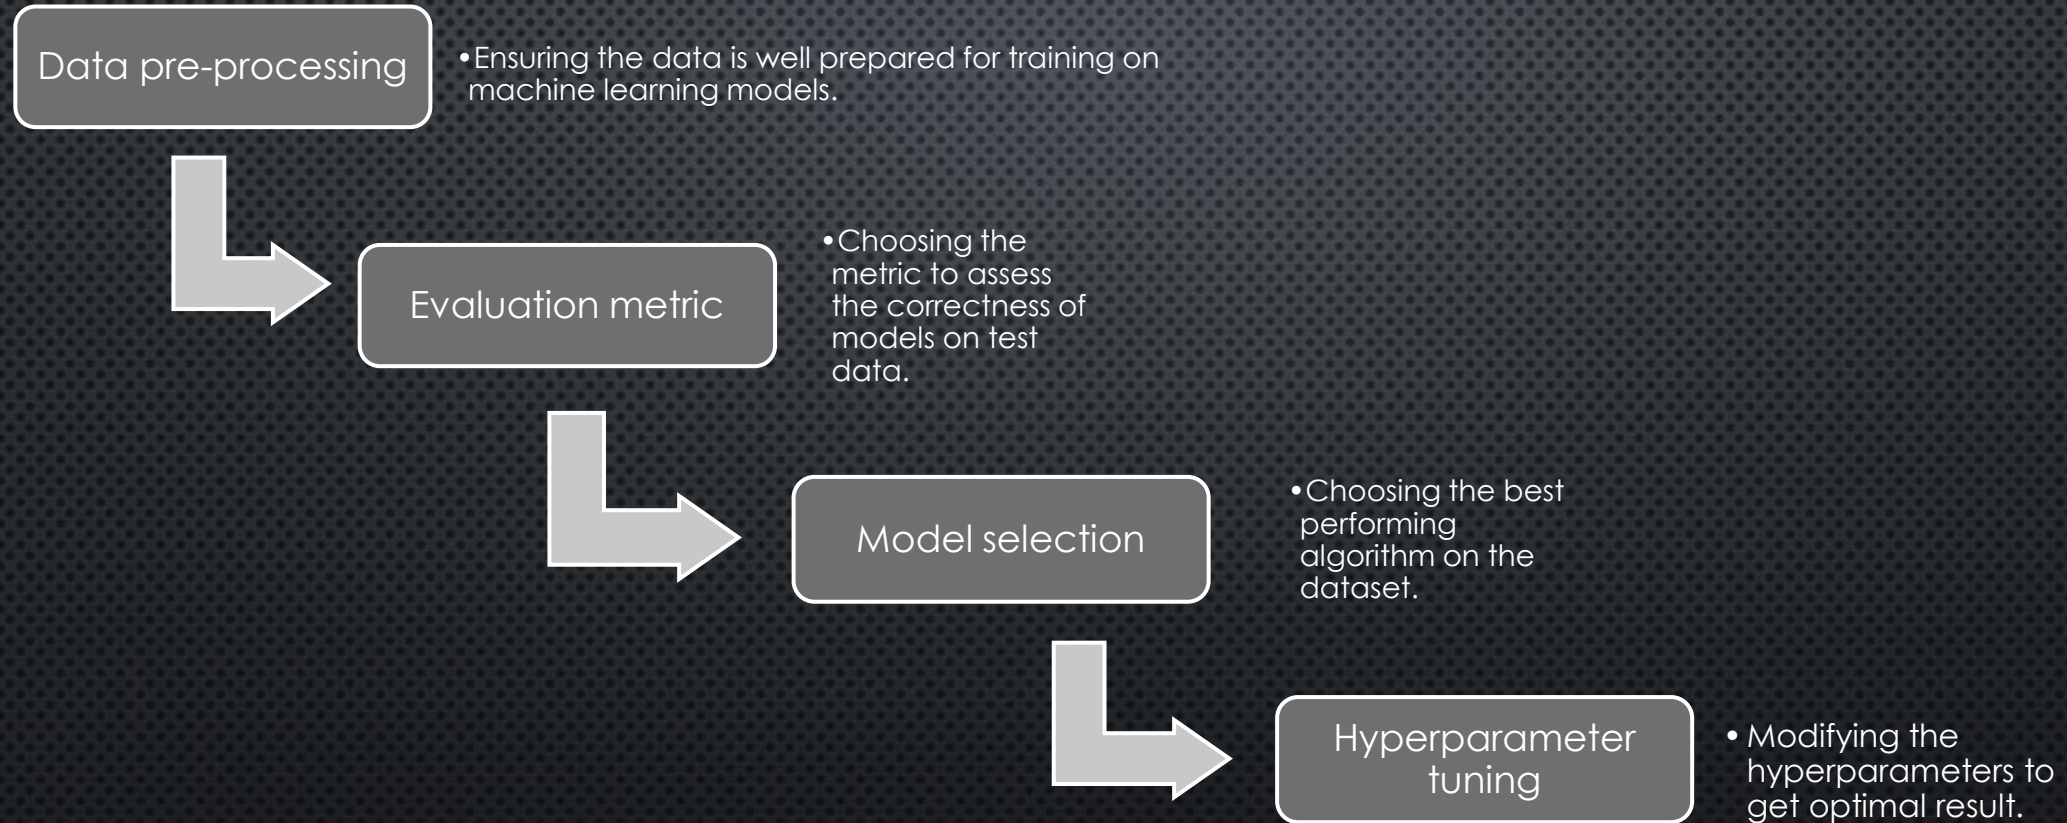 Data pre-processing
•Ensuring the data is well prepared for training on
machine learning models.
Evaluation metric
•Choosing the
metric to assess
the correctness of
models on test
data.
Model selection
•Choosing the best
performing
algorithm on the
dataset.
Hyperparameter
tuning
• Modifying the
hyperparameters to
get optimal result.